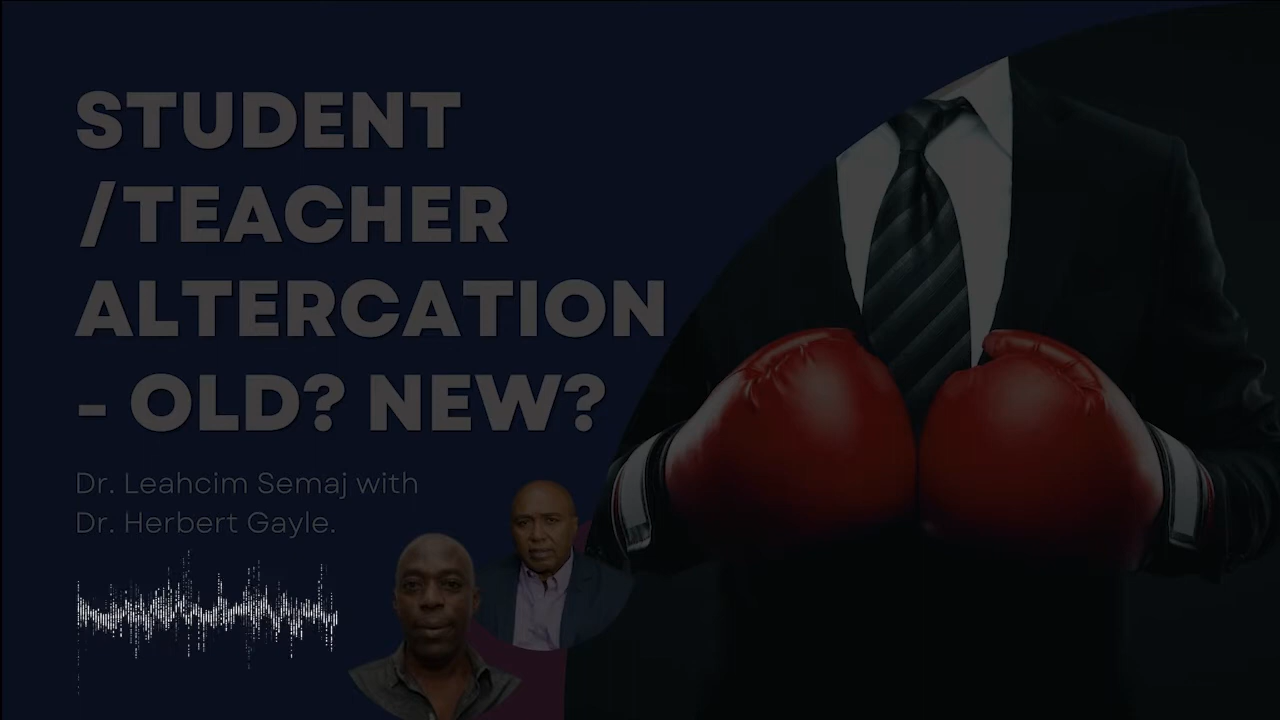 STUDENT
/TEACHER
ALTERCATION
- OLD? NEW?
Dr. Leahcim Semaj with
Dr. Herbert Gayle.